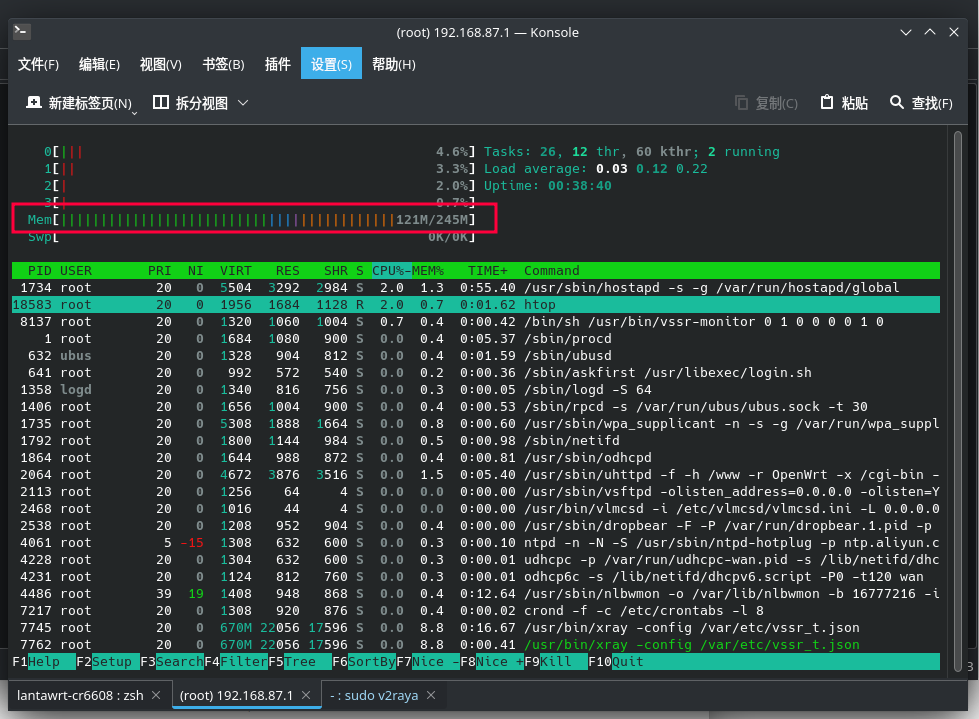 (root) 192.168.87.1 — Konsole
文件(F) 编辑(E) 视图(V) 书签(B) 插件 设置(S) 帮助(H)
新建标签页(N) 拆分视图 复制(C) 粘贴 查找(F)
0[||| 4.6%] Tasks: 26, 12 thr, 60 kthr; 2 running
1[|| 3.3%] Load average: 0.03 0.12 0.22
2[| 2.0%] Uptime: 00:38:40
3[| 0.7%]
Mem[||||||||||||||||||||||||||||||||||||||||||121M/245M]
Swp[ 0K/0K]
PID USER PRI NI VIRT RES SHR S CPU%-MEM% TIME+ Command
1734 root 20 0 5504 3292 2984 S 2.0 1.3 0:55.40 /usr/sbin/hostapd -s -g /var/run/hostapd/global
18583 root 20 0 1956 1684 1128 R 2.0 0.7 0:01.62 htop
8137 root 20 0 1320 1060 1004 S 0.7 0.4 0:00.42 /bin/sh /usr/bin/vssr-monitor 0 1 0 0 0 0 1 0
1 root 20 0 1684 1080 900 S 0.0 0.4 0:05.37 /sbin/procd
632 ubus 20 0 1328 904 812 S 0.0 0.4 0:01.59 /sbin/ubusd
641 root 20 0 992 572 540 S 0.0 0.2 0:00.36 /sbin/askfirst /usr/libexec/login.sh
1358 logd 20 0 1340 816 756 S 0.0 0.3 0:00.05 /sbin/logd -S 64
1406 root 20 0 1656 1004 900 S 0.0 0.4 0:00.53 /sbin/rpcd -s /var/run/ubus/ubus.sock -t 30
1735 root 20 0 5308 1888 1664 S 0.0 0.8 0:00.60 /usr/sbin/wpa_supplicant -n -s -g /var/run/wpa_suppl
1792 root 20 0 1800 1144 984 S 0.0 0.5 0:00.98 /sbin/netifd
1864 root 20 0 1644 988 872 S 0.0 0.4 0:00.81 /usr/sbin/odhcpd
2064 root 20 0 4672 3876 3516 S 0.0 1.5 0:05.40 /usr/sbin/uhttpd -f -h /www -r OpenWrt -x /cgi-bin -
2113 root 20 0 1256 64 4 S 0.0 0.0 0:00.00 /usr/sbin/vsftpd -olisten_address=0.0.0.0 -olisten=Y
2468 root 20 0 1016 44 4 S 0.0 0.0 0:00.00 /usr/bin/vlmcsd -i /etc/vlmcsd/vlmcsd.ini -L 0.0.0.0
2538 root 20 0 1208 952 904 S 0.0 0.4 0:00.00 /usr/sbin/dropbear -F -P /var/run/dropbear.1.pid -p
4061 root 5 -15 1308 632 600 S 0.0 0.3 0:00.10 ntpd -n -N -S /usr/sbin/ntpd-hotplug -p ntp.aliyun.c
4228 root 20 0 1304 632 600 S 0.0 0.3 0:00.01 udhcpc -p /var/run/udhcpc-wan.pid -s /lib/netifd/dhc
4231 root 20 0 1124 812 760 S 0.0 0.3 0:00.01 odhcp6c -s /lib/netifd/dhcpv6.script -P0 -t120 wan
4486 root 39 19 1408 948 868 S 0.0 0.4 0:12.64 /usr/sbin/nlbwmon -o /var/lib/nlbwmon -b 16777216 -i
7217 root 20 0 1308 920 876 S 0.0 0.4 0:00.02 crond -f -c /etc/crontabs -l 8
7745 root 20 0 670M 22056 17596 S 0.0 8.8 0:16.67 /usr/bin/xray -config /var/etc/vssr_t.json
7762 root 20 0 670M 22056 17596 S 0.0 8.8 0:00.41 /usr/bin/xray -config /var/etc/vssr_t.json
F1Help F2Setup F3SearchF4FilterF5Tree F6SortByF7Nice -F8Nice +F9Kill F10Quit
lantawrt-cr6608 : zsh (root) 192.168.87.1 - : sudo v2raya